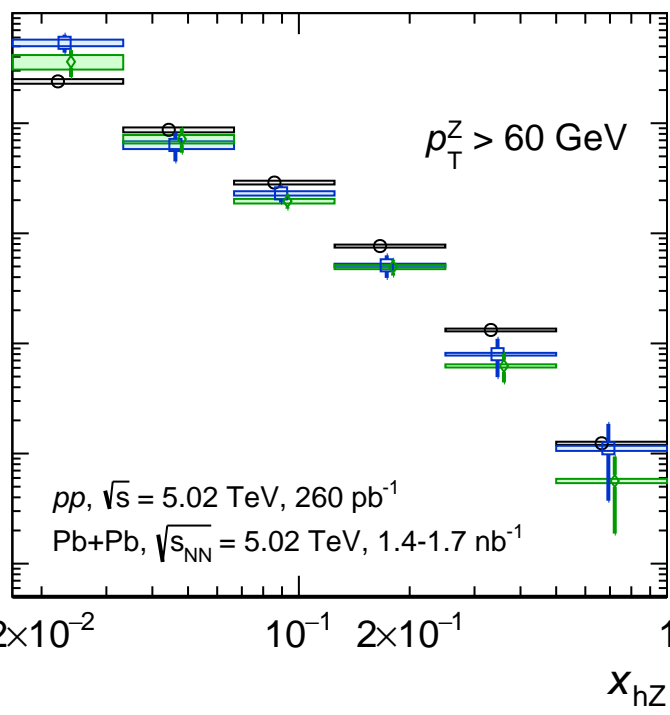 p_T^Z > 60 GeV
pp, √s = 5.02 TeV, 260 pb⁻¹
Pb+Pb, √s_NN = 5.02 TeV, 1.4-1.7 nb⁻¹
2×10⁻² 10⁻¹ 2×10⁻¹ 1
x_hZ